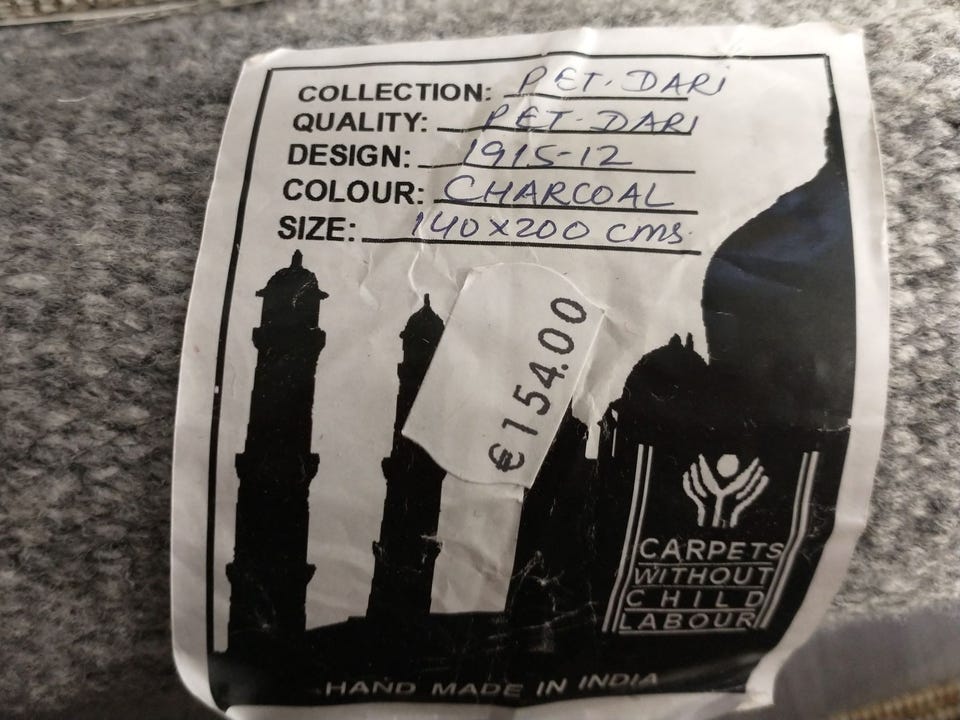 COLLECTION: PET-DARI
QUALITY: PET-DARI
DESIGN: 1915-12
COLOUR: CHARCOAL
SIZE: 140x200 cms.
€154.00
CARPETS
WITHOUT
CHILD
LABOUR
HAND MADE IN INDIA